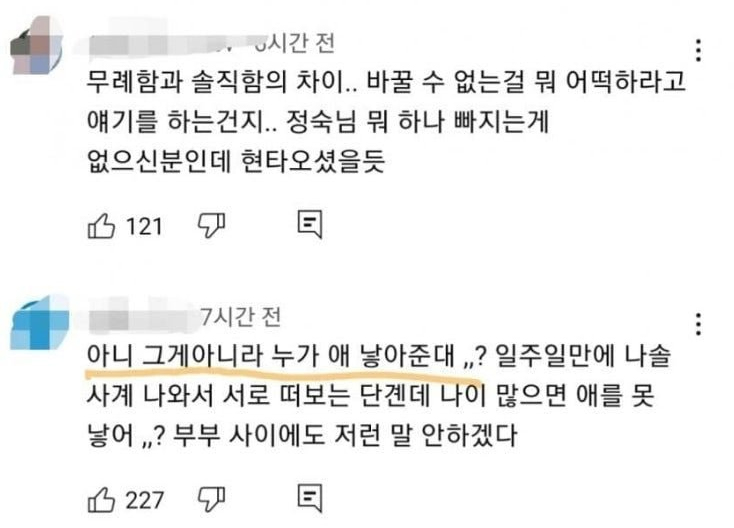 6시간 전
무례함과 솔직함의 차이.. 바꿀 수 없는걸 뭐 어떡하라고
얘기를 하는건지.. 정숙님 뭐 하나 빠지는게
없으신분인데 현타오셨을듯
121
7시간 전
아니 그게아니라 누가 애 낳아준대 ,,? 일주일만에 나솔
사계 나와서 서로 떠보는 단곈데 나이 많으면 애를 못
낳어 ,,? 부부 사이에도 저런 말 안하겠다
227